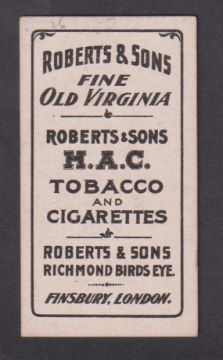 ROBERTS & SONS
FINE
OLD VIRGINIA
ROBERTS & SONS
H.A.C.
TOBACCO
AND
CIGARETTES
ROBERTS & SONS
RICHMOND BIRDS EYE.
FINSBURY, LONDON.